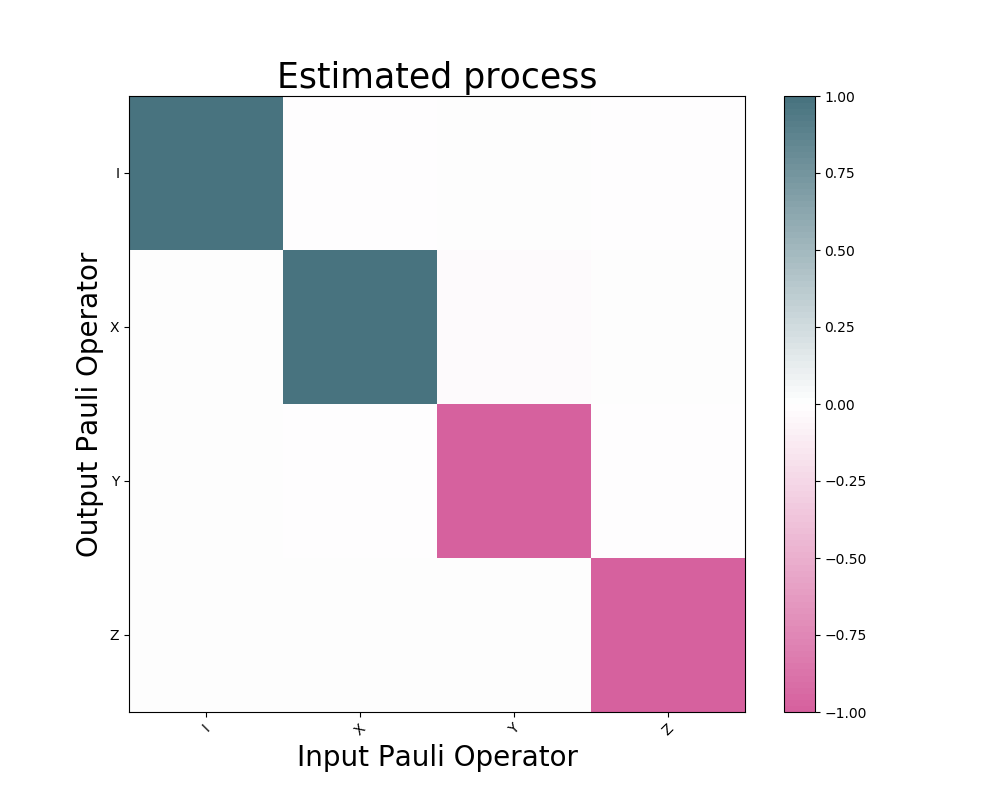 Estimated process
Output Pauli Operator
I
X
Y
Z
I
X
Y
Z
Input Pauli Operator
1.00
0.75
0.50
0.25
0.00
−0.25
−0.50
−0.75
−1.00